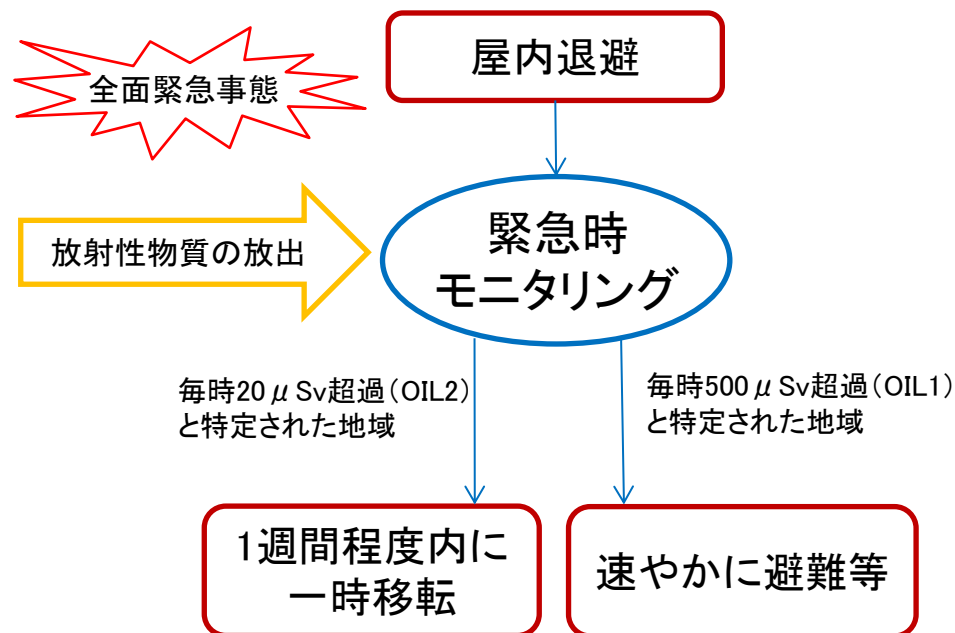 全面緊急事態
屋内退避
放射性物質の放出
緊急時
モニタリング
毎時20μSv超過(OIL2)
と特定された地域
毎時500μSv超過(OIL1)
と特定された地域
1週間程度内に
一時移転
速やかに避難等